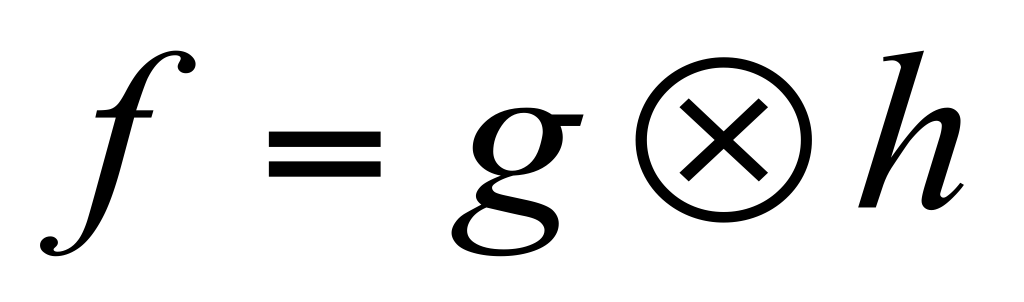 f = g ⊗ h